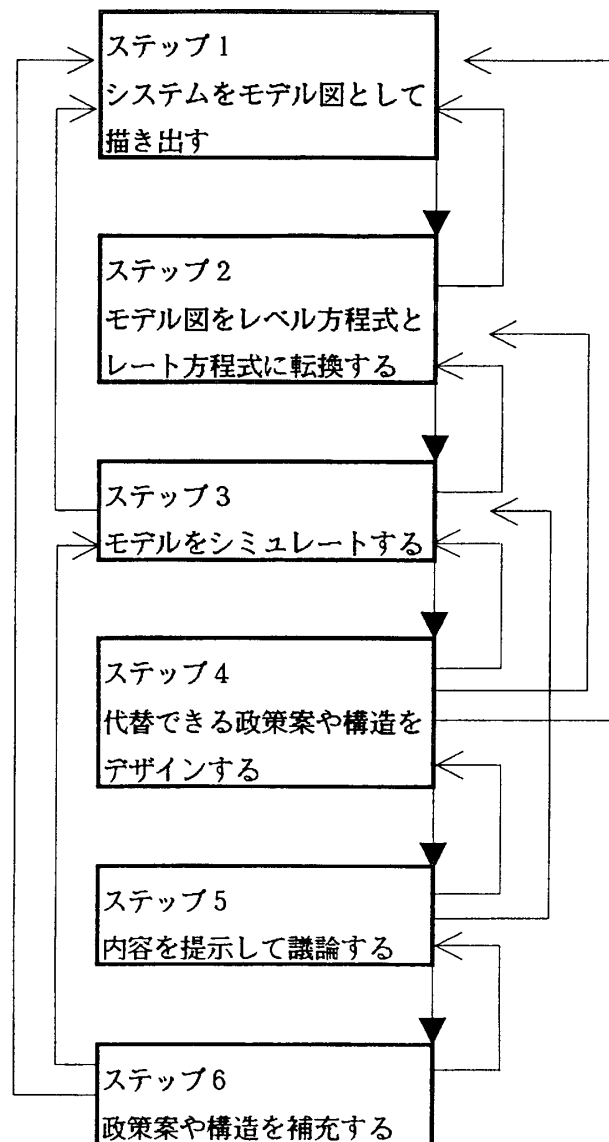 ステップ1
システムをモデル図として
描き出す
ステップ2
モデル図をレベル方程式と
レート方程式に転換する
ステップ3
モデルをシミュレートする
ステップ4
代替できる政策案や構造を
デザインする
ステップ5
内容を提示して議論する
ステップ6
政策案や構造を補充する